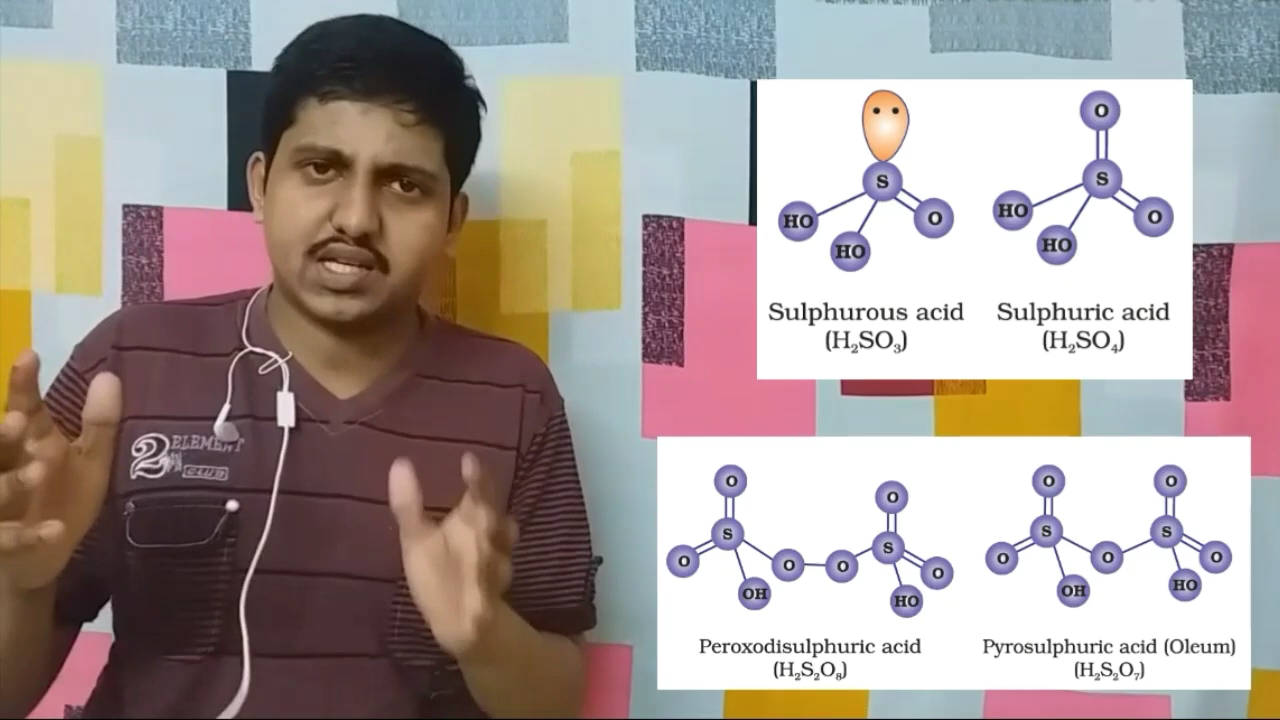 O
S
O
HO
HO
Sulphurous acid
(H₂SO₃)
O
S
O
HO
HO
Sulphuric acid
(H₂SO₄)
2 ELEMENT
CLUB
O
S
O
OH
O
O
O
S
O
HO
Peroxodisulphuric acid
(H₂S₂O₈)
O
S
O
OH
O
O
S
O
HO
Pyrosulphuric acid (Oleum)
(H₂S₂O₇)